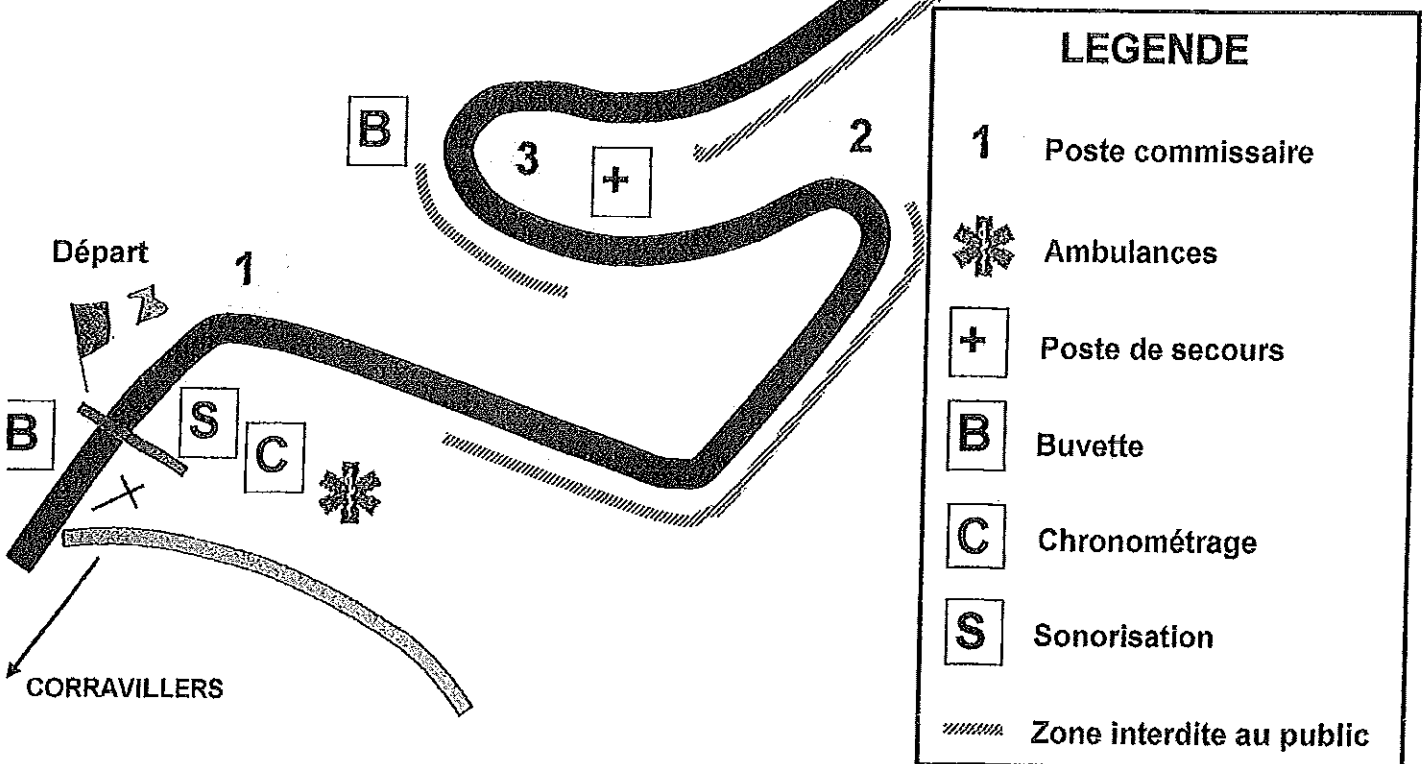 B
3
+
2
Départ
1
B
S
C
CORRAVILLERS
LEGENDE
1 Poste commissaire
Ambulances
+ Poste de secours
B Buvette
C Chronométrage
S Sonorisation
Zone interdite au public